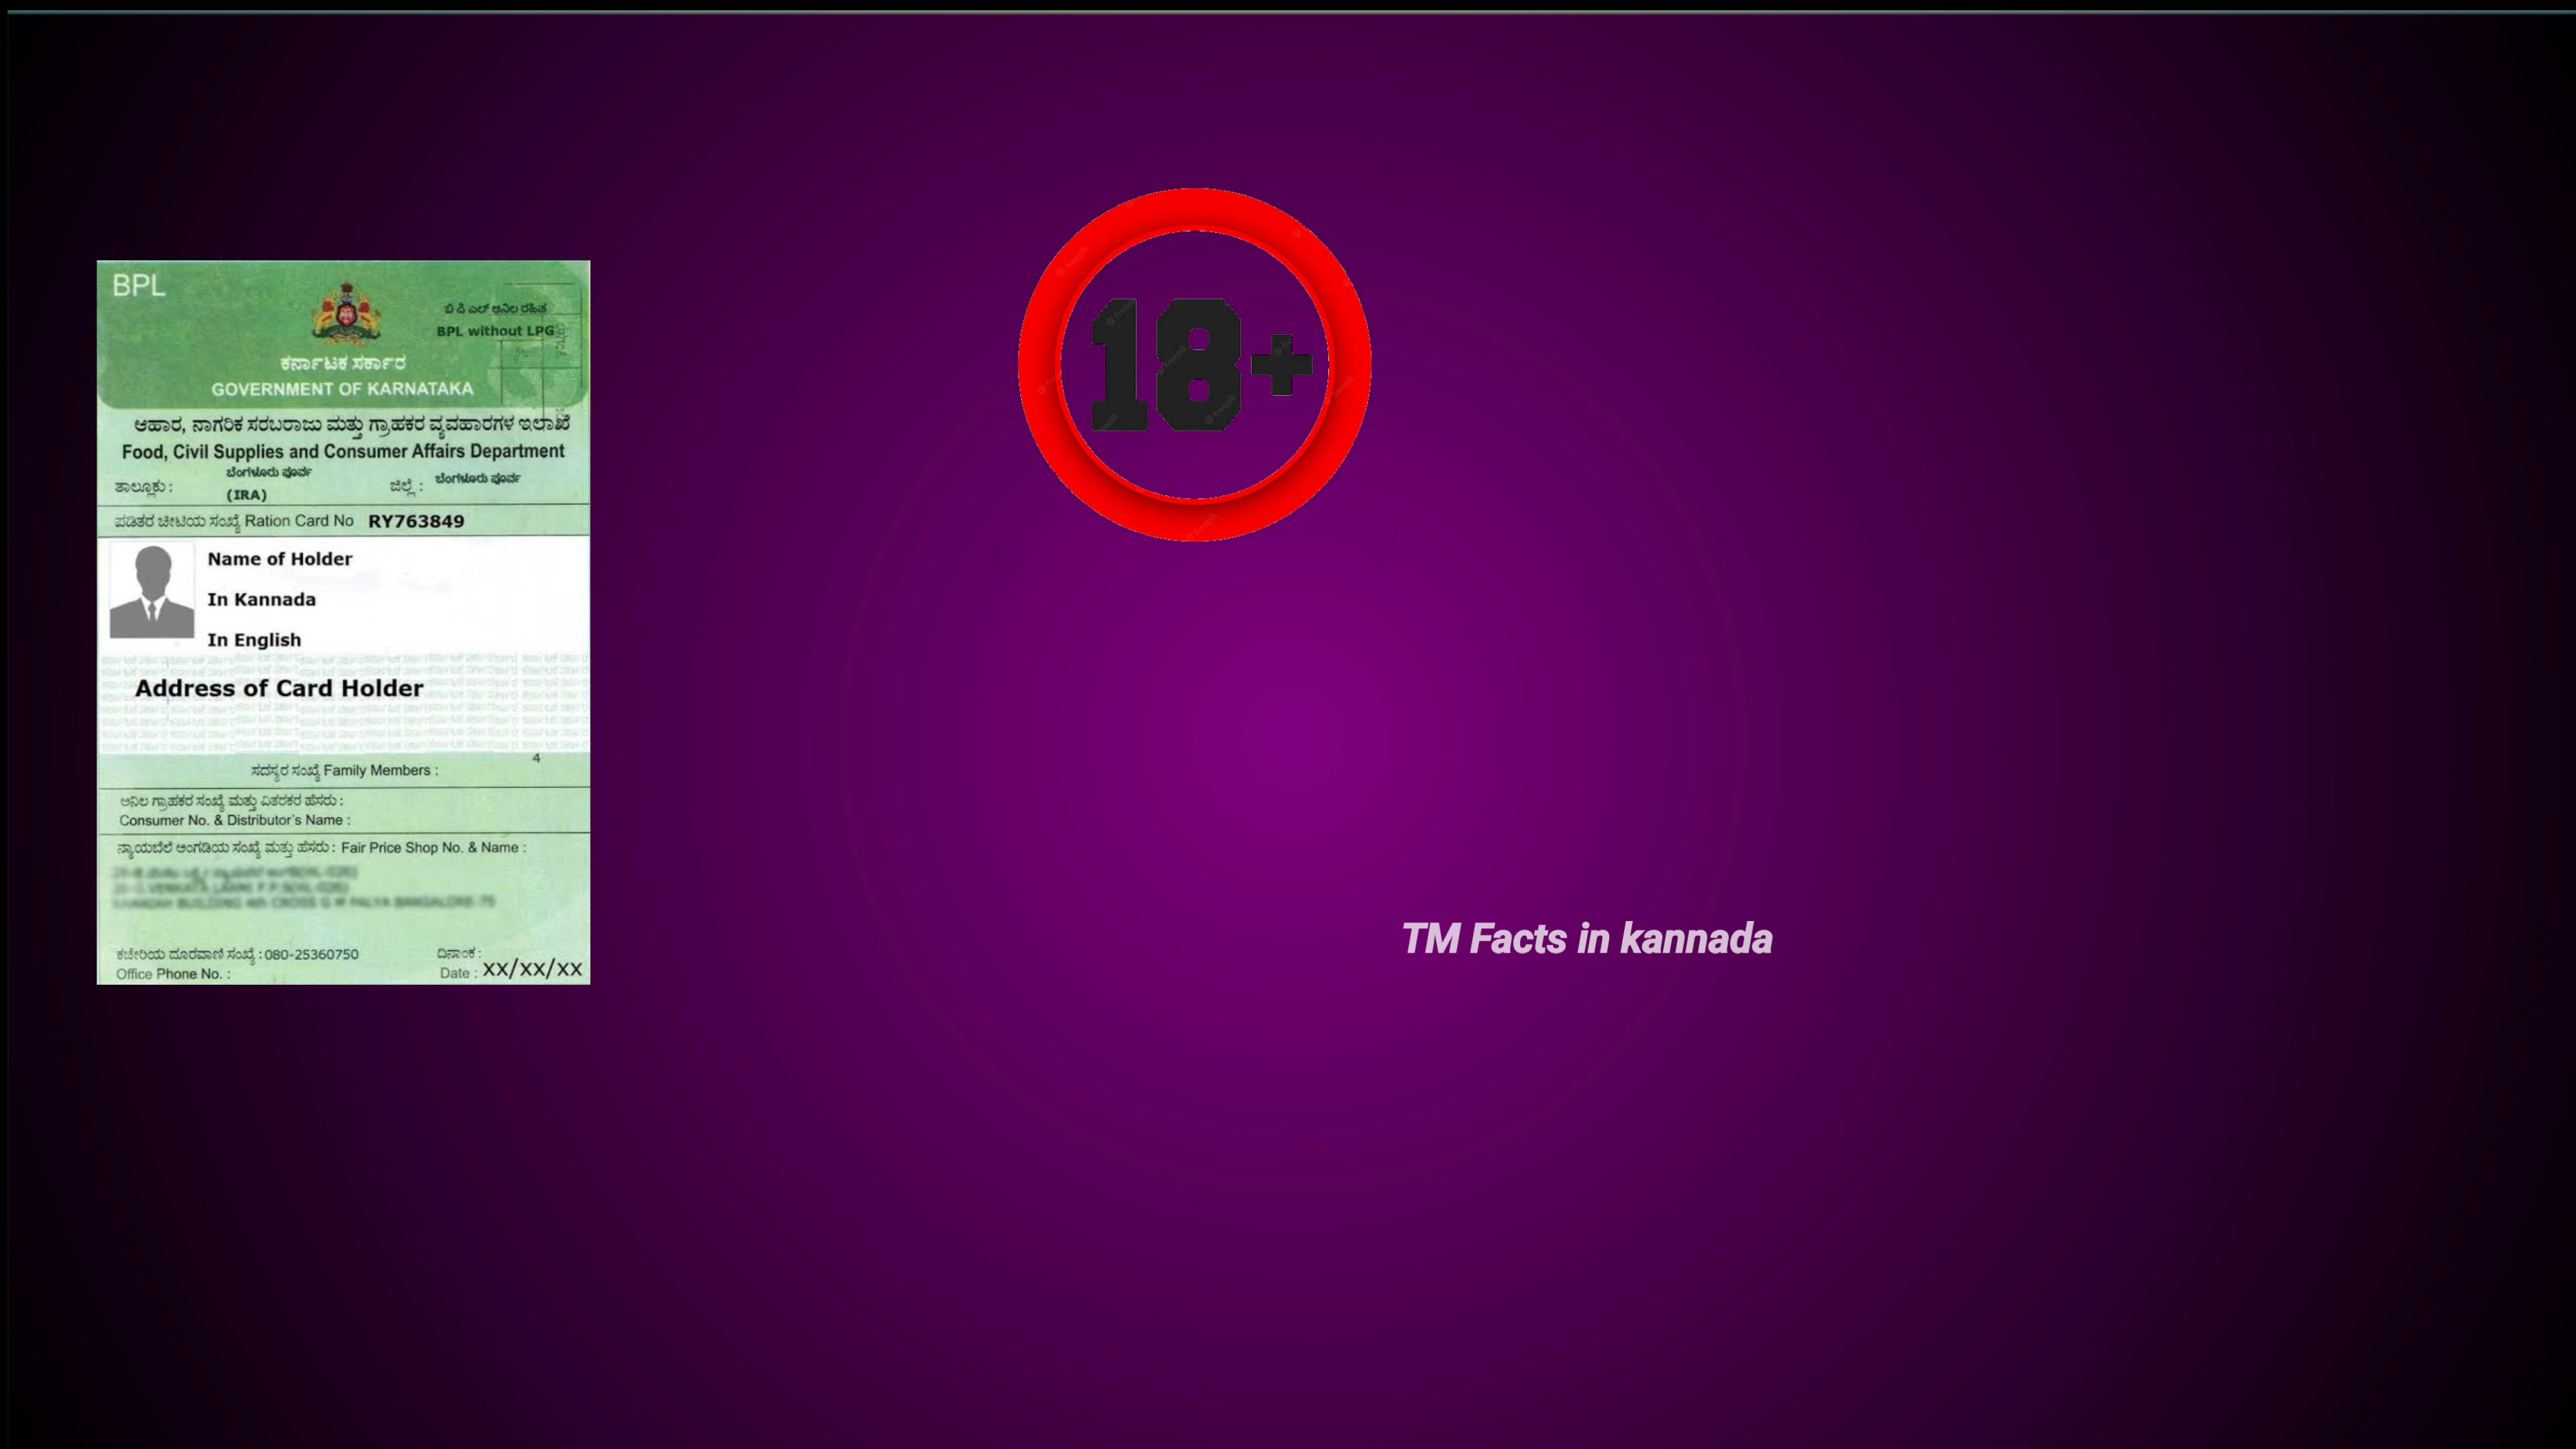 BPL
ಬಿ ಪಿ ಎಲ್ ಅನಿಲ ರಹಿತ
BPL without LPG
ಕರ್ನಾಟಕ ಸರ್ಕಾರ
GOVERNMENT OF KARNATAKA
ಆಹಾರ, ನಾಗರಿಕ ಸರಬರಾಜು ಮತ್ತು ಗ್ರಾಹಕರ ವ್ಯವಹಾರಗಳ ಇಲಾಖೆ
Food, Civil Supplies and Consumer Affairs Department
ತಾಲ್ಲೂಕು : ಬೆಂಗಳೂರು ಪೂರ್ವ (IRA) ಜಿಲ್ಲೆ : ಬೆಂಗಳೂರು ಪೂರ್ವ
ಪಡಿತರ ಚೀಟಿಯ ಸಂಖ್ಯೆ Ration Card No RY763849
Name of Holder
In Kannada
In English
Address of Card Holder
4
ಸದಸ್ಯರ ಸಂಖ್ಯೆ Family Members :
ಅನಿಲ ಗ್ರಾಹಕರ ಸಂಖ್ಯೆ ಮತ್ತು ವಿತರಕರ ಹೆಸರು :
Consumer No. & Distributor's Name :
ನ್ಯಾಯಬೆಲೆ ಅಂಗಡಿಯ ಸಂಖ್ಯೆ ಮತ್ತು ಹೆಸರು : Fair Price Shop No. & Name :
ಕಚೇರಿಯ ದೂರವಾಣಿ ಸಂಖ್ಯೆ : 080-25360750
Office Phone No. :
ದಿನಾಂಕ :
Date : XX/XX/XX
18+
TM Facts in kannada